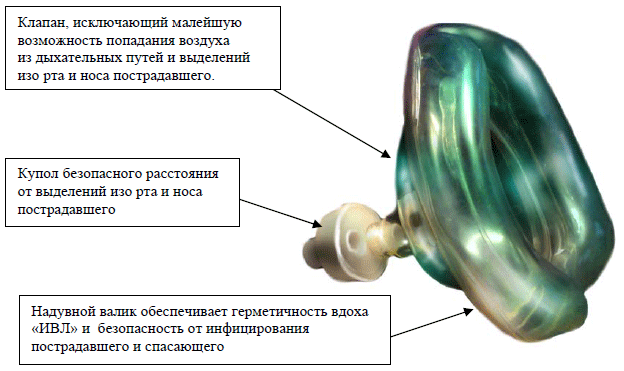 Клапан, исключающий малейшую
возможность попадания воздуха
из дыхательных путей и выделений
изо рта и носа пострадавшего.
Купол безопасного расстояния
от выделений изо рта и носа
пострадавшего
Надувной валик обеспечивает герметичность вдоха
«ИВЛ» и безопасность от инфицирования
пострадавшего и спасающего